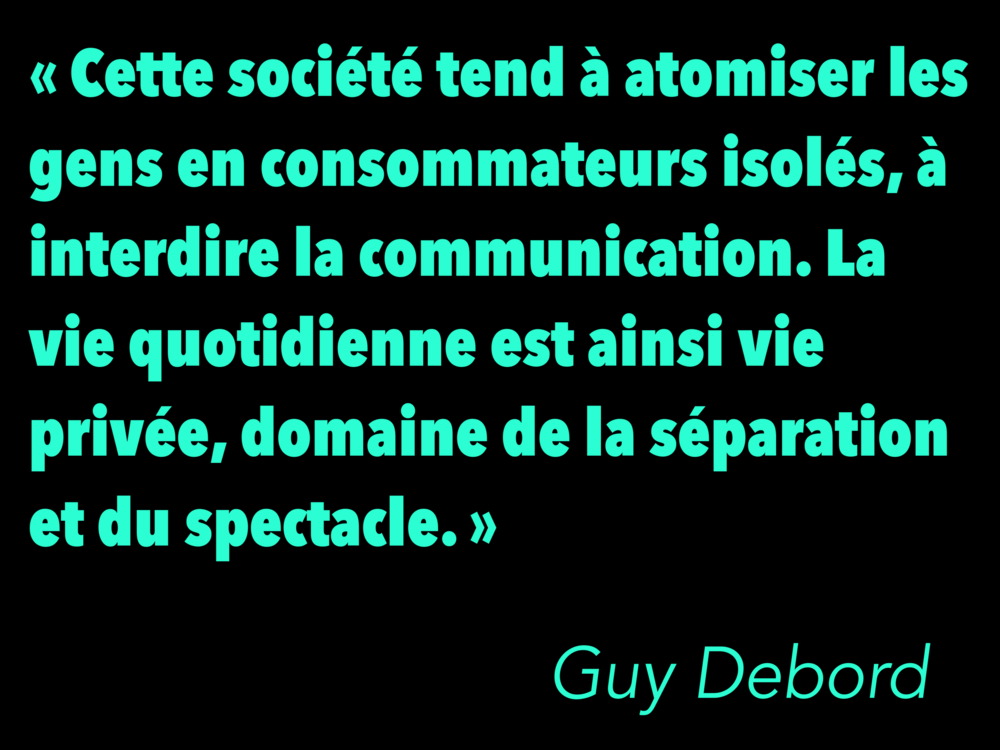 « Cette société tend à atomiser les
gens en consommateurs isolés, à
interdire la communication. La
vie quotidienne est ainsi vie
privée, domaine de la séparation
et du spectacle. »
Guy Debord